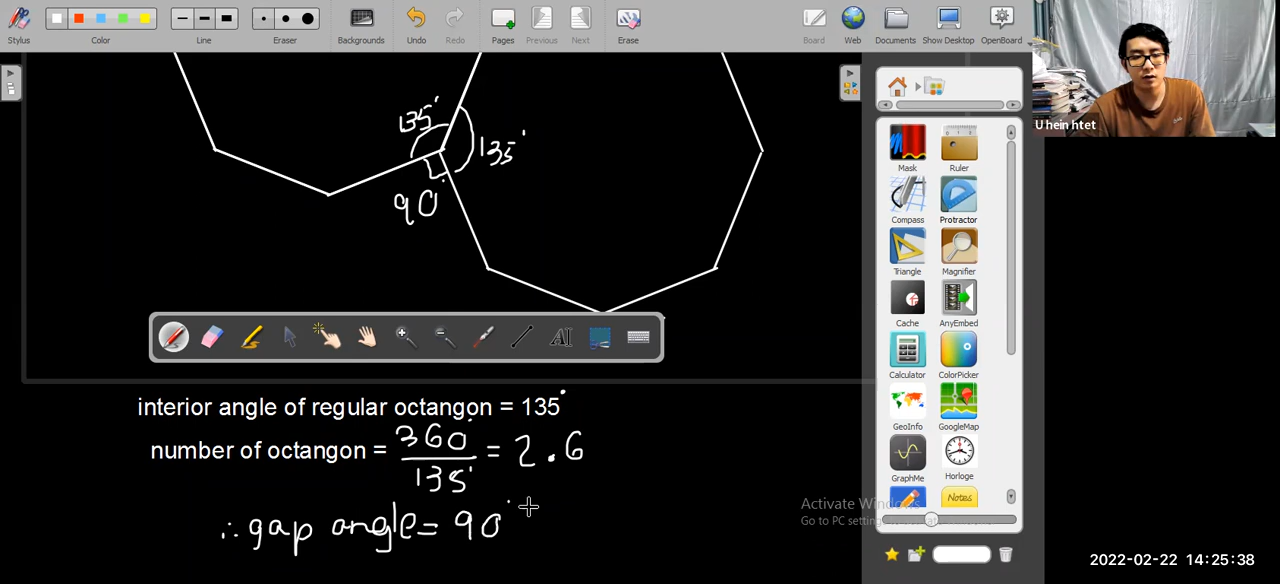 Stylus
Color
Line
Eraser
Backgrounds
Undo
Redo
Pages
Previous
Next
Erase
Board
Web
Documents
Show Desktop
OpenBoard
U hein htet
135°
135°
90°
Mask
Ruler
Compass
Protractor
Triangle
Magnifier
Cache
AnyEmbed
Calculator
ColorPicker
GeoInfo
GoogleMap
GraphMe
Horloge
Notes
AI
interior angle of regular octangon = 135°
number of octangon = 360°/135° = 2.6
∴ gap angle = 90°
Activate Windows
Go to PC setting
2022-02-22 14:25:38